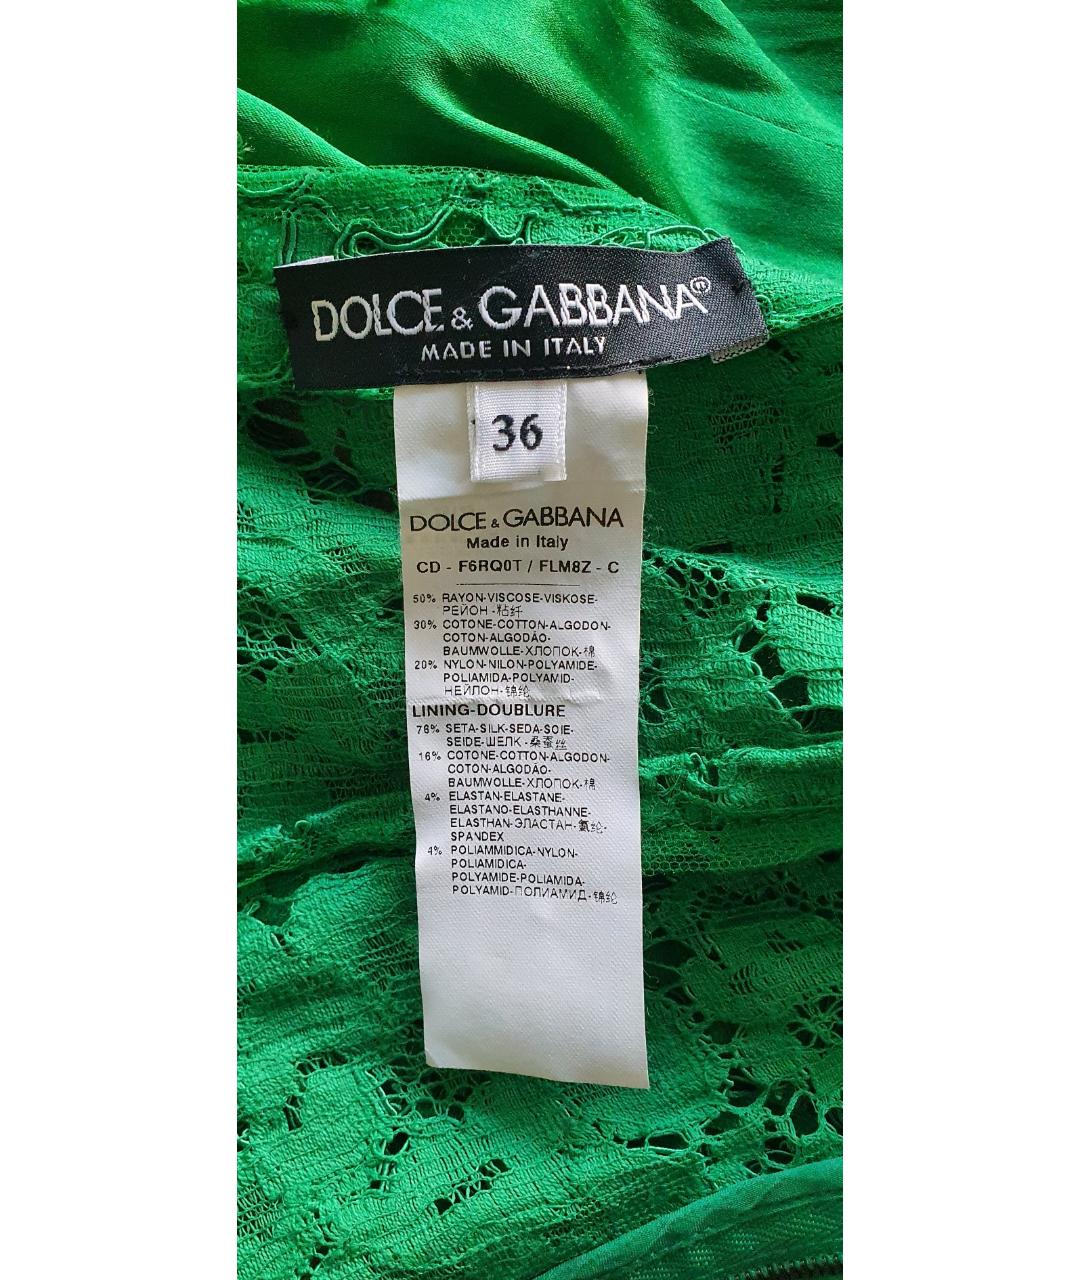 DOLCE & GABBANA®
MADE IN ITALY
36
DOLCE & GABBANA
Made in Italy
CD - F6RQ0T / FLM8Z - C
50% RAYON-VISCOSE-VISKOSE-
РЕЙОН-粘纤
30% COTONE-COTTON-ALGODON-
COTON-ALGODÃO-
BAUMWOLLE-ХЛОПОК-棉
20% NYLON-NILON-POLYAMIDE-
POLIAMIDA-POLYAMID-
НЕЙЛОН-锦纶
LINING-DOUBLURE
78% SETA-SILK-SEDA-SOIE-
SEIDE-ШЕЛК-桑蚕丝
16% COTONE-COTTON-ALGODON-
COTON-ALGODÃO-
BAUMWOLLE-ХЛОПОК-棉
4% ELASTAN-ELASTANE-
ELASTANO-ELASTHANNE-
ELASTHAN-ЭЛАСТАН-氨纶-
SPANDEX
4% POLIAMMIDICA-NYLON-
POLIAMIDICA-
POLYAMIDE-POLIAMIDA-
POLYAMID-ПОЛИАМИД-锦纶